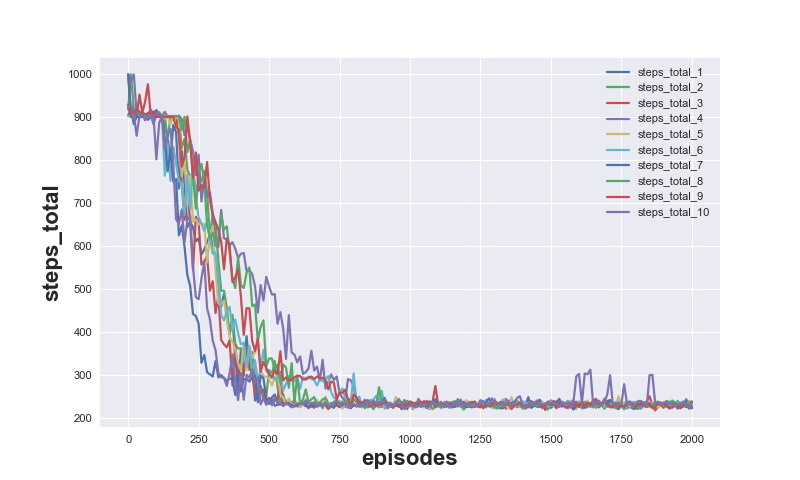 1000
900
800
700
600
500
400
300
200
steps_total
0
250
500
750
1000
1250
1500
1750
2000
episodes
steps_total_1
steps_total_2
steps_total_3
steps_total_4
steps_total_5
steps_total_6
steps_total_7
steps_total_8
steps_total_9
steps_total_10